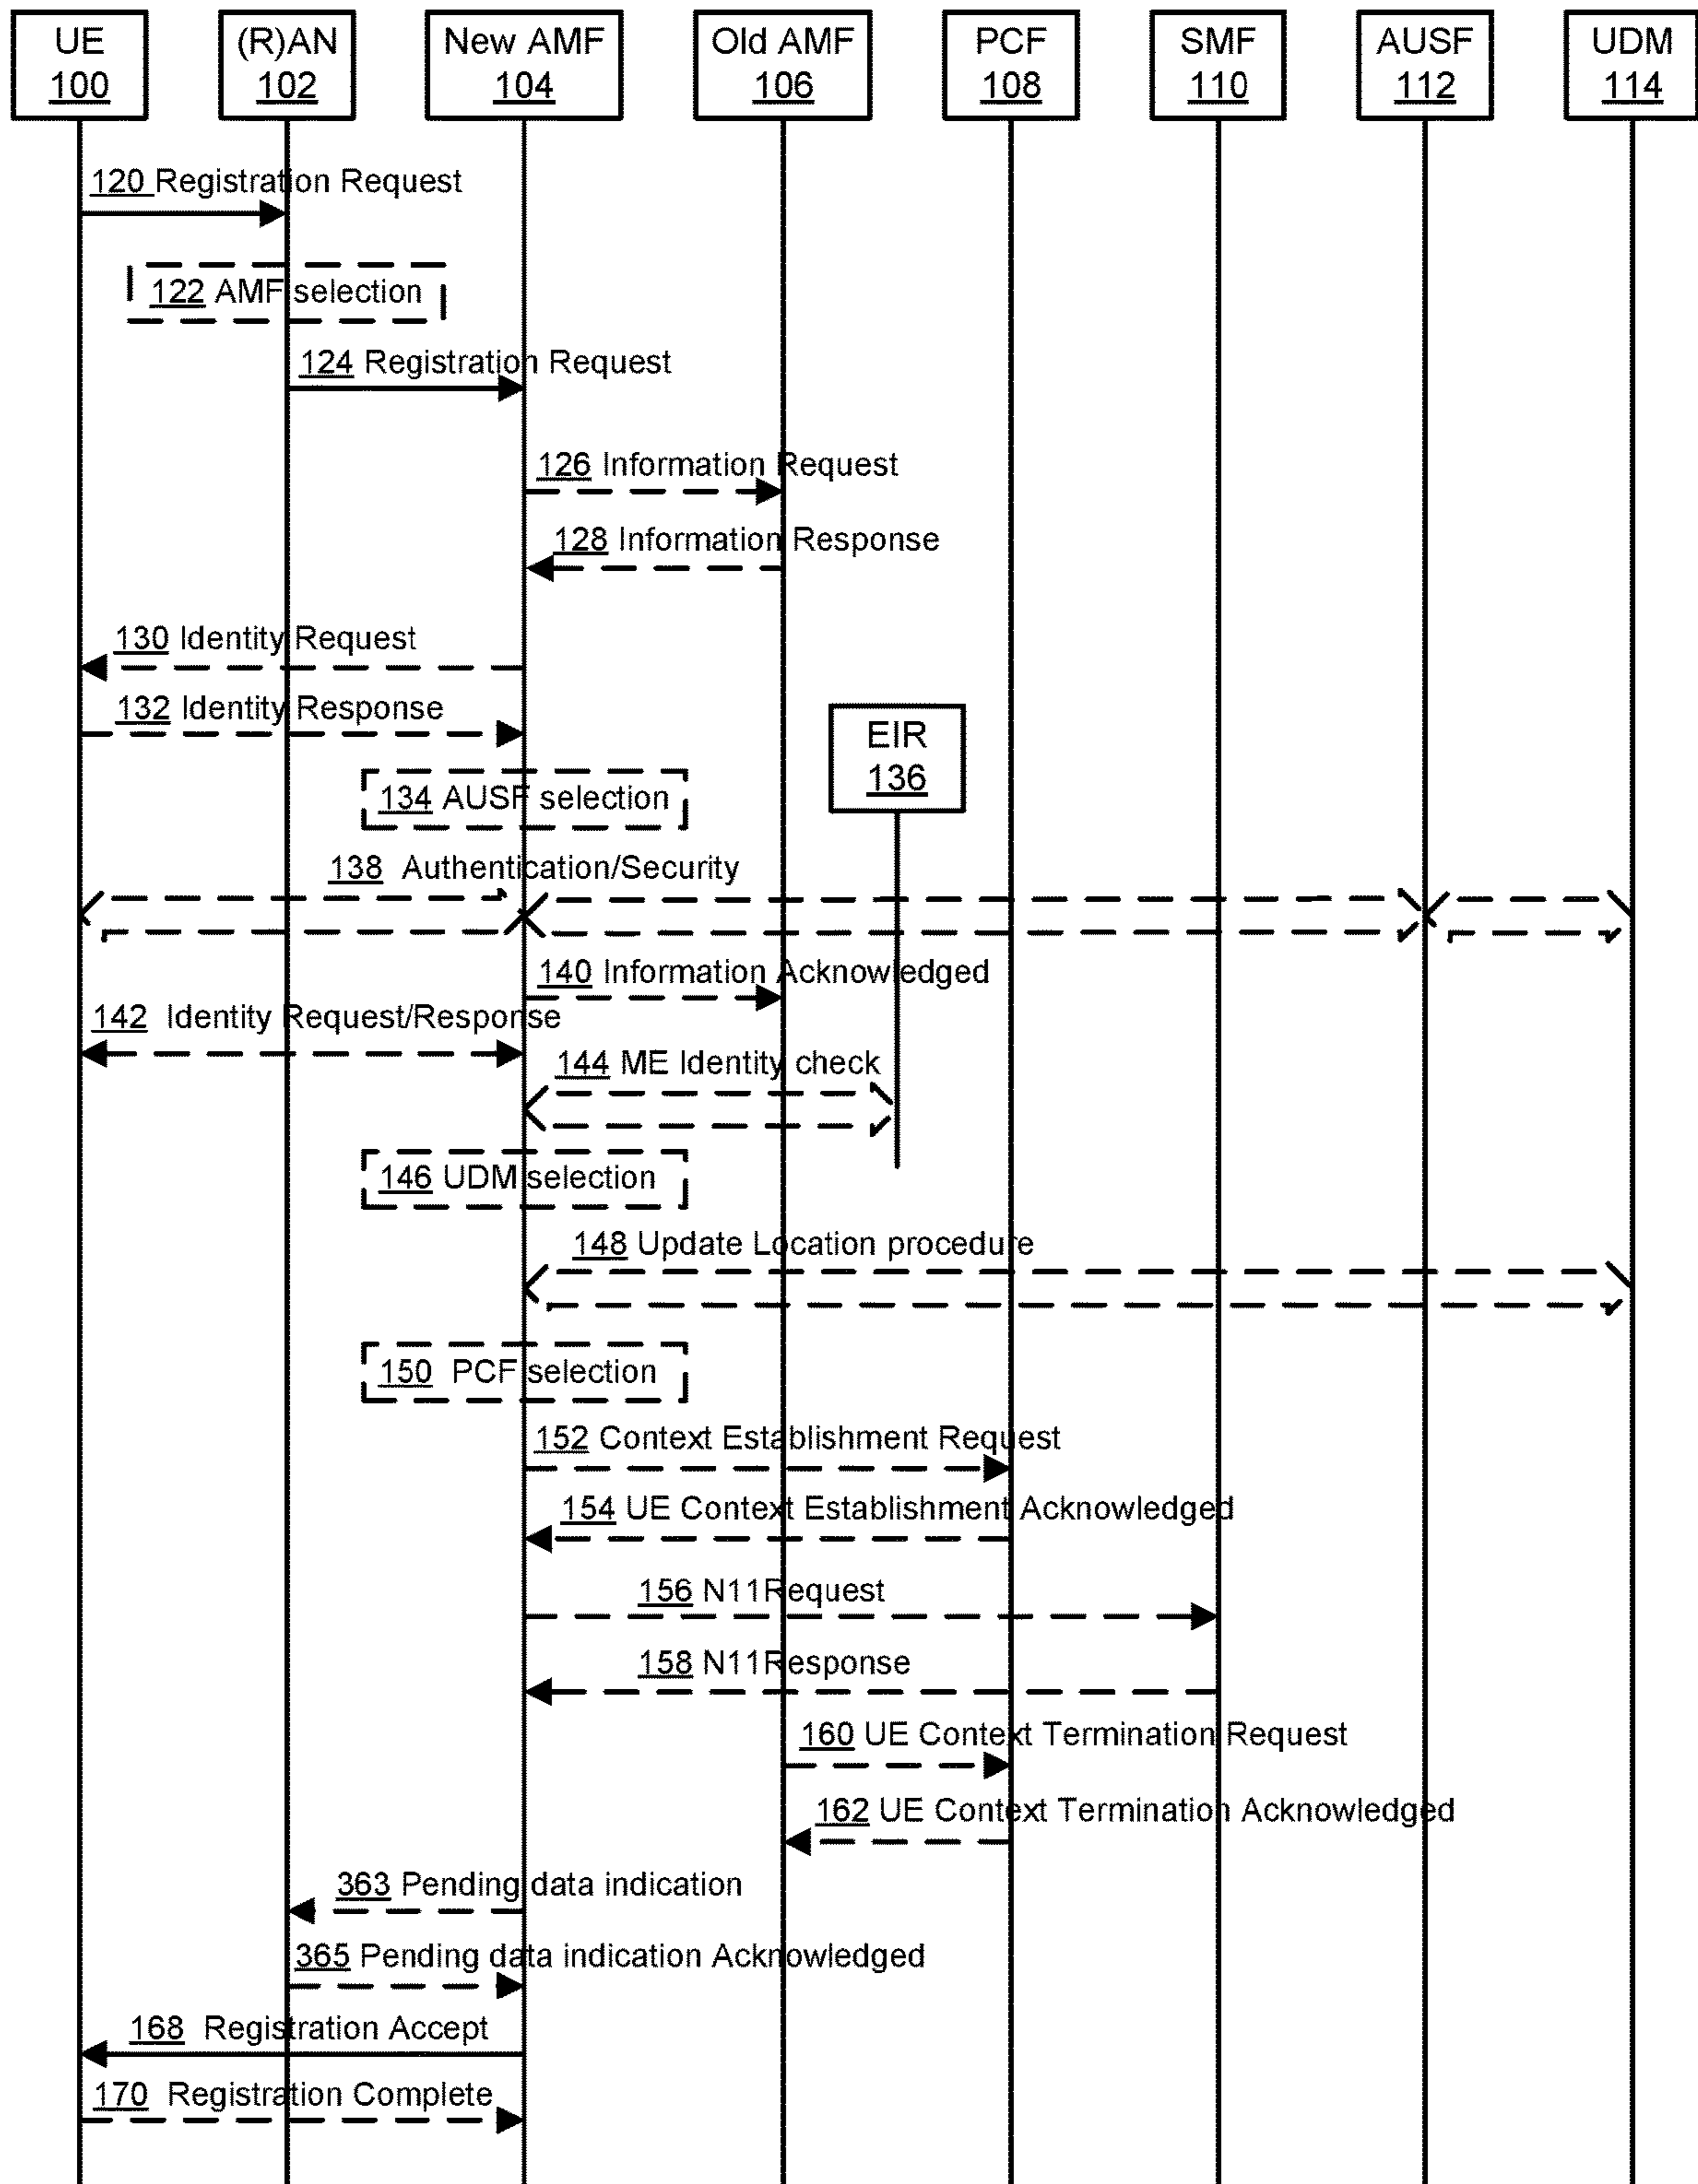 UE
100
(R)AN
102
New AMF
104
Old AMF
106
PCF
108
SMF
110
AUSF
112
UDM
114
120 Registration Request
122 AMF selection
124 Registration Request
126 Information Request
128 Information Response
130 Identity Request
132 Identity Response
EIR
136
134 AUSF selection
138 Authentication/Security
140 Information Acknowledged
142 Identity Request/Response
144 ME Identity check
146 UDM selection
148 Update Location procedure
150 PCF selection
152 Context Establishment Request
154 UE Context Establishment Acknowledged
156 N11Request
158 N11Response
160 UE Context Termination Request
162 UE Context Termination Acknowledged
363 Pending data indication
365 Pending data indication Acknowledged
168 Registration Accept
170 Registration Complete